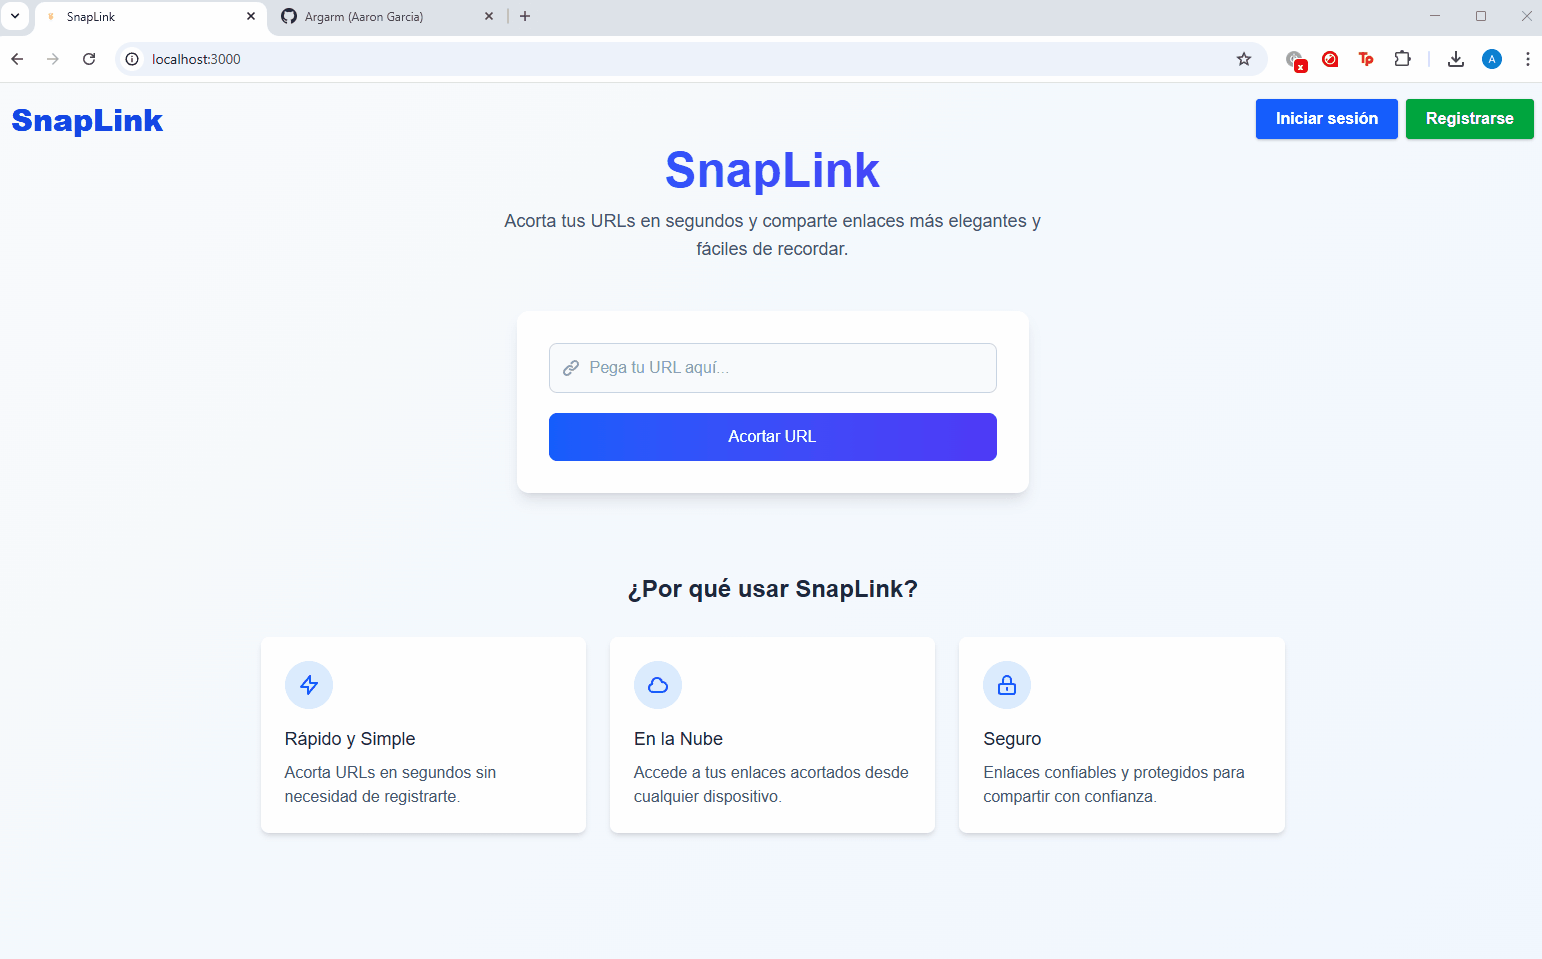 SnapLink
Argarm (Aaron Garcia)
localhost:3000
x
Tp
A
SnapLink
Iniciar sesión
Registrarse
SnapLink
Acorta tus URLs en segundos y comparte enlaces más elegantes y
fáciles de recordar.
Pega tu URL aquí...
Acortar URL
¿Por qué usar SnapLink?
Rápido y Simple
Acorta URLs en segundos sin
necesidad de registrarte.
En la Nube
Accede a tus enlaces acortados desde
cualquier dispositivo.
Seguro
Enlaces confiables y protegidos para
compartir con confianza.